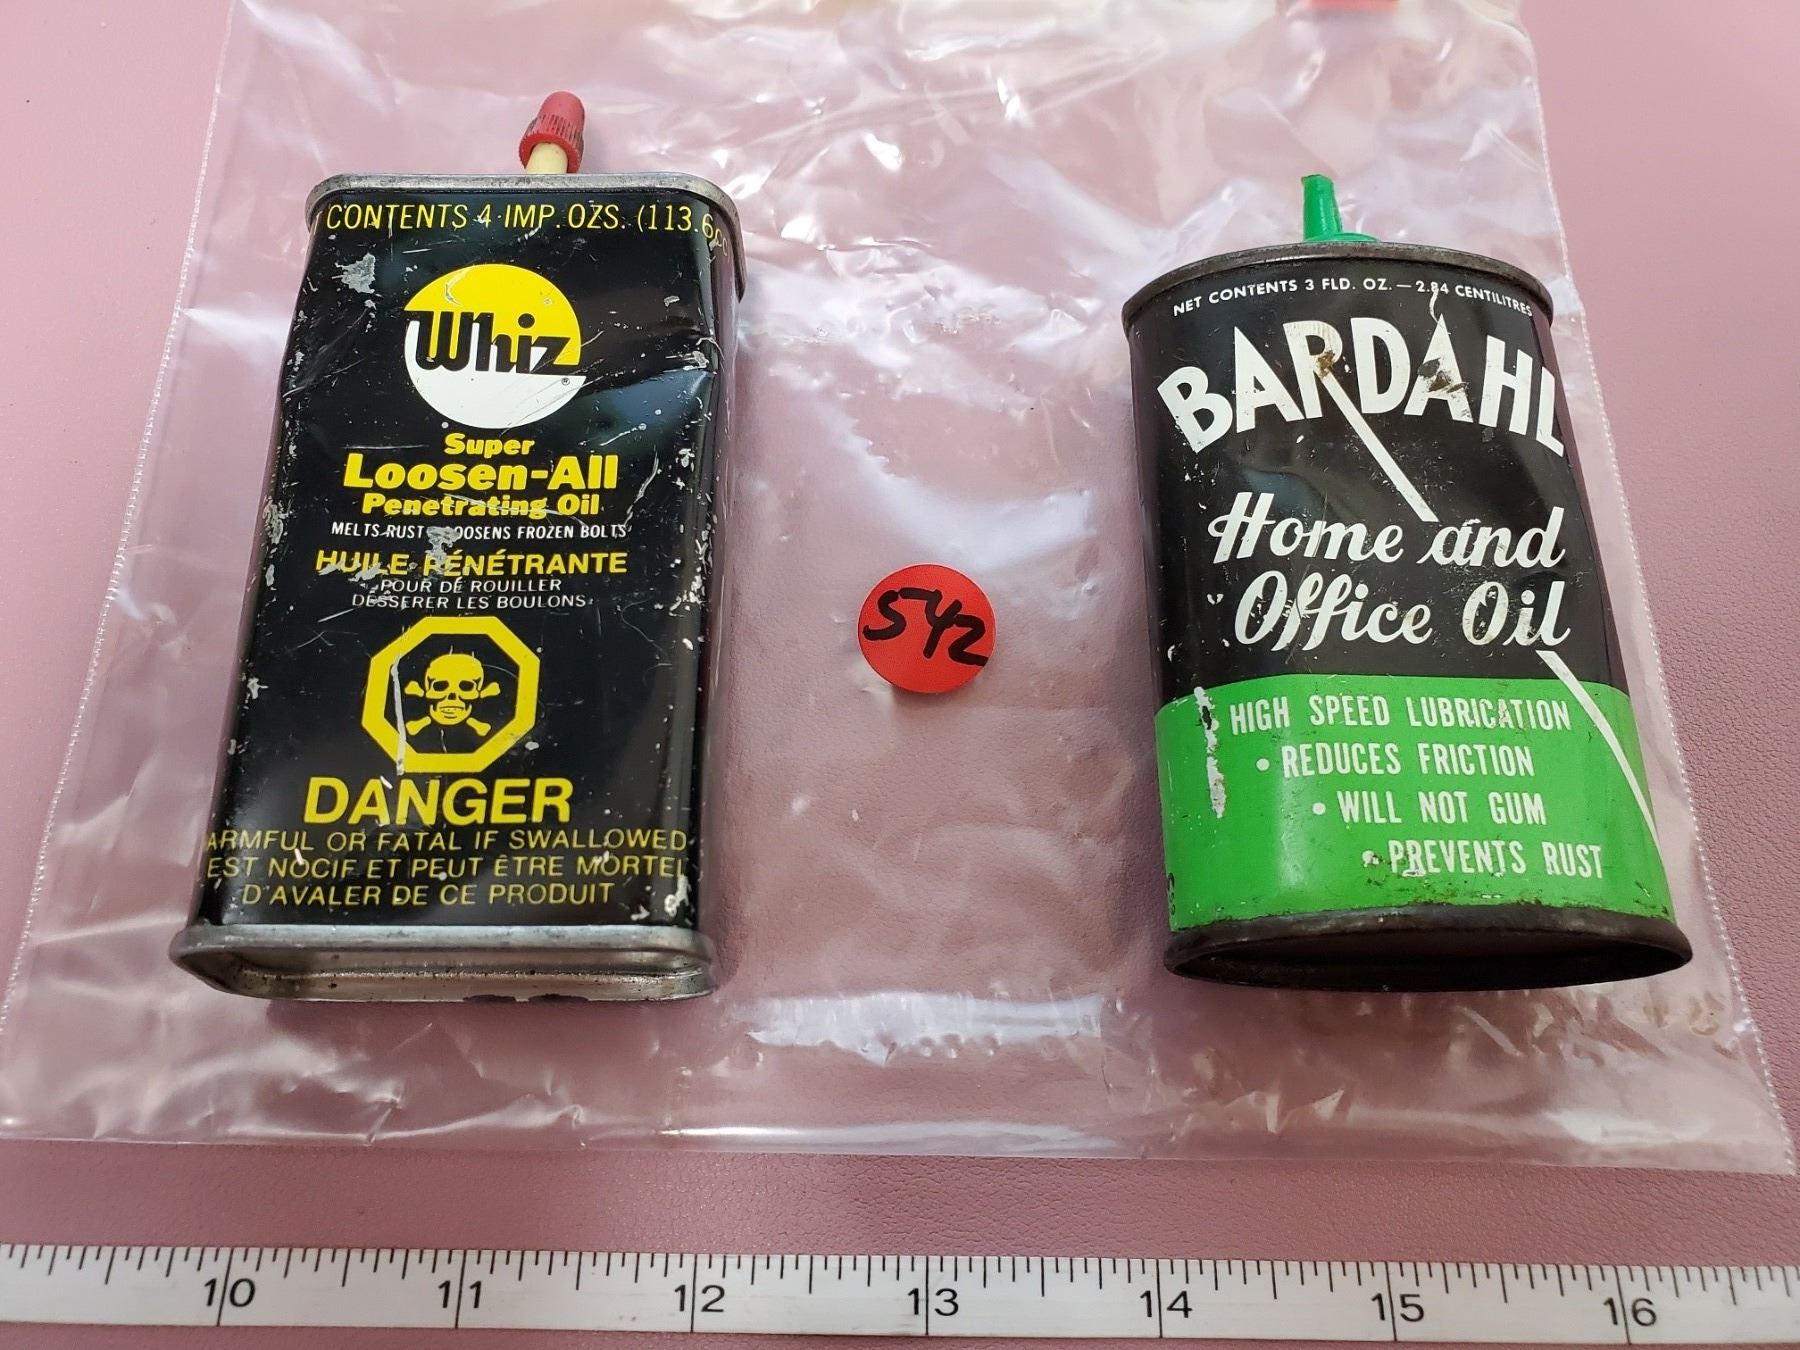 CONTENTS 4 IMP. OZS. (113.6cc
Whiz
Super
Loosen-All
Penetrating Oil
MELTS RUST LOOSENS FROZEN BOLTS
HUILE PÉNÉTRANTE
POUR DÉ ROUILLER
DESSERER LES BOULONS
DANGER
ARMFUL OR FATAL IF SWALLOWED
EST NOCIF ET PEUT ÊTRE MORTEL
D'AVALER DE CE PRODUIT
542
NET CONTENTS 3 FLD. OZ. — 2.84 CENTILITRES
BARDAHL
Home and
Office Oil
HIGH SPEED LUBRICATION
• REDUCES FRICTION
• WILL NOT GUM
• PREVENTS RUST
10 11 12 13 14 15 16